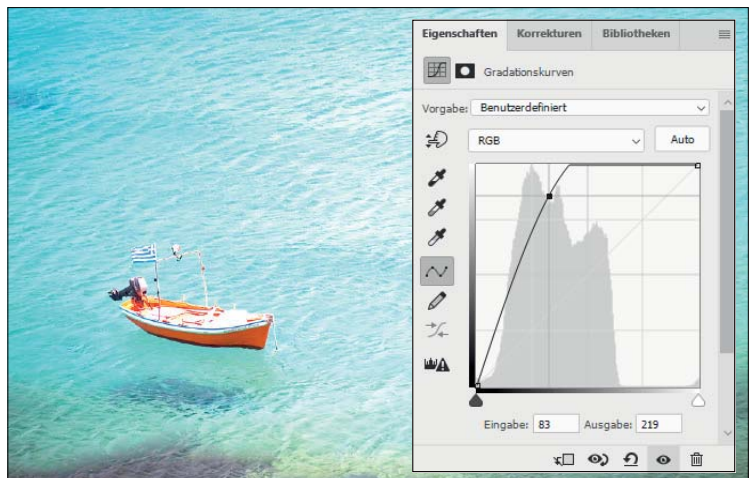 Eigenschaften Korrekturen Bibliotheken
Gradationskurven
Vorgabe: Benutzerdefiniert
RGB Auto
Eingabe: 83 Ausgabe: 219